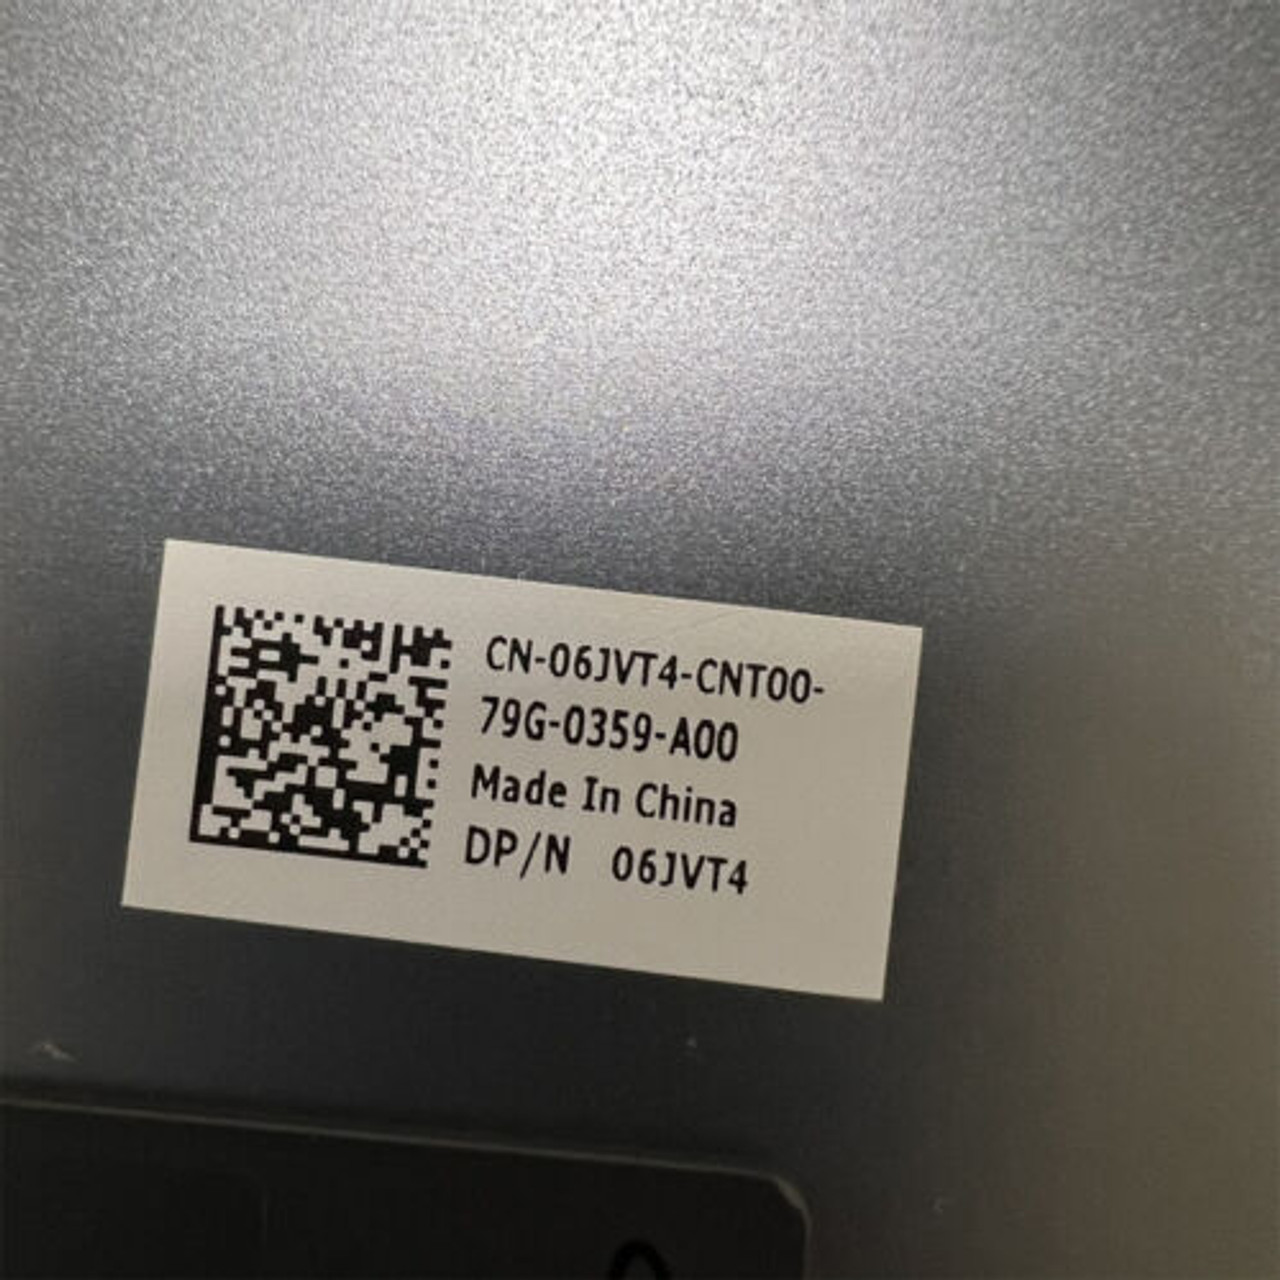 CN-06JVT4-CNT00-
79G-0359-A00
Made In China
DP/N 06JVT4